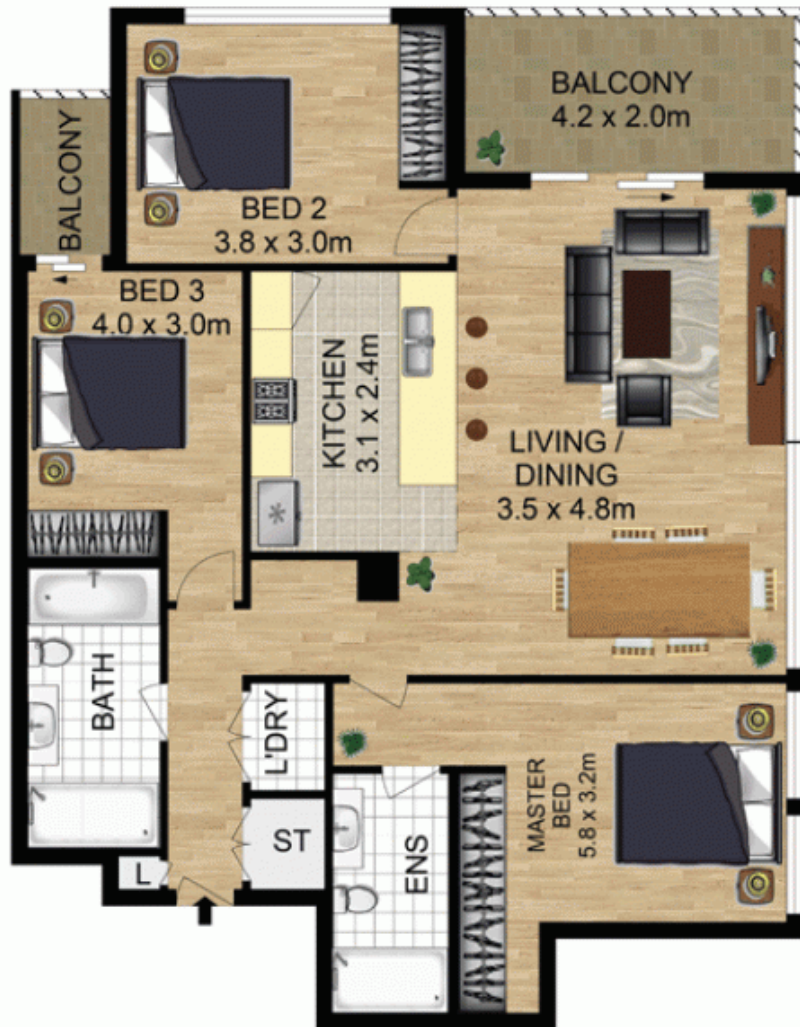 BALCONY
4.2 x 2.0m
BALCONY
BED 2
3.8 x 3.0m
BED 3
4.0 x 3.0m
KITCHEN
3.1 x 2.4m
LIVING /
DINING
3.5 x 4.8m
BATH
L'DRY
MASTER
BED
5.8 x 3.2m
ST
ENS
L